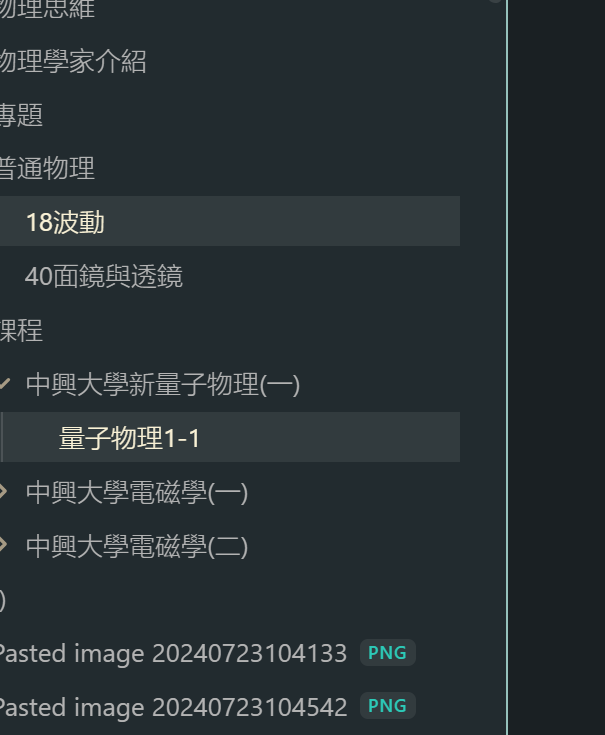 物理思維
物理學家介紹
專題
普通物理
18波動
40面鏡與透鏡
課程
中興大學新量子物理(一)
量子物理1-1
中興大學電磁學(一)
中興大學電磁學(二)
)
Pasted image 20240723104133 PNG
Pasted image 20240723104542 PNG